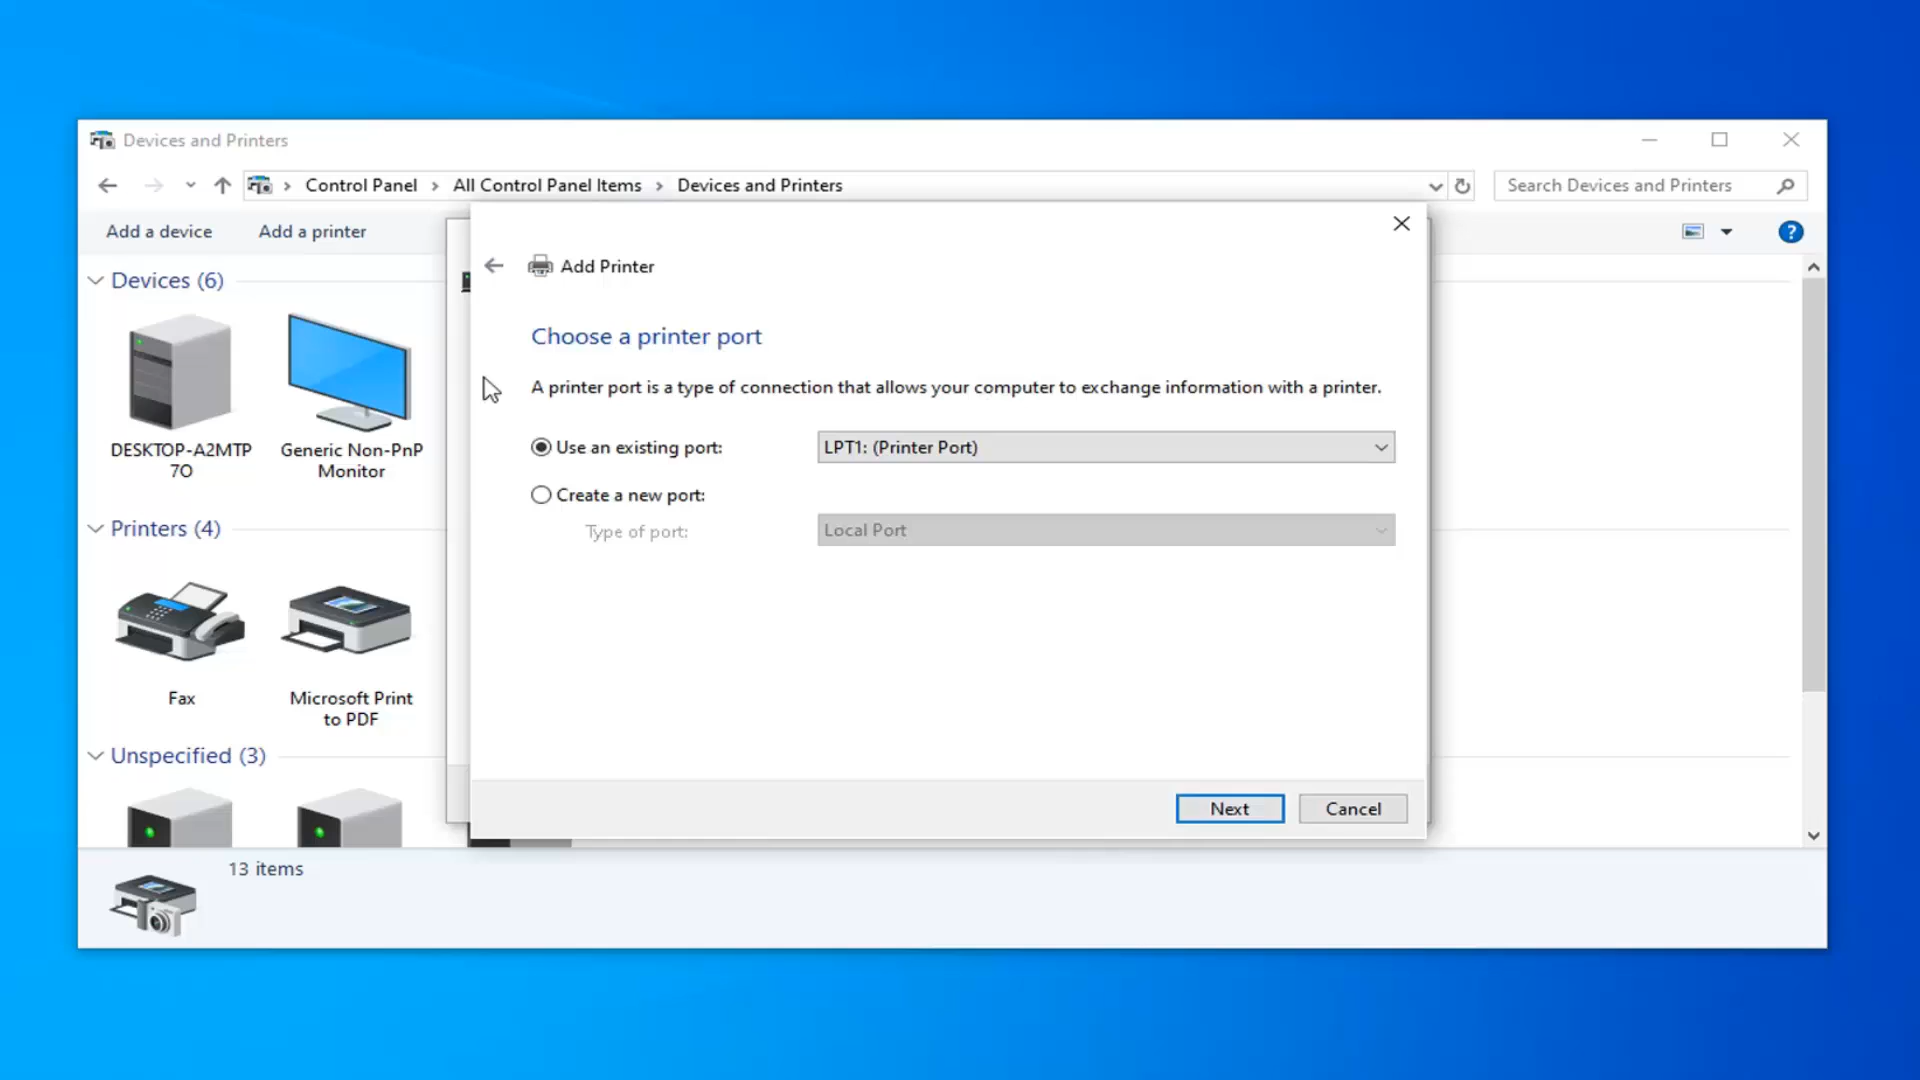 Devices and Printers
Control Panel > All Control Panel Items > Devices and Printers
Search Devices and Printers
Add a device
Add a printer
?
Add Printer
Choose a printer port
A printer port is a type of connection that allows your computer to exchange information with a printer.
Use an existing port:
LPT1: (Printer Port)
Create a new port:
Type of port:
Local Port
Next
Cancel
Devices (6)
DESKTOP-A2MTP
7O
Generic Non-PnP
Monitor
Printers (4)
Fax
Microsoft Print
to PDF
Unspecified (3)
13 items